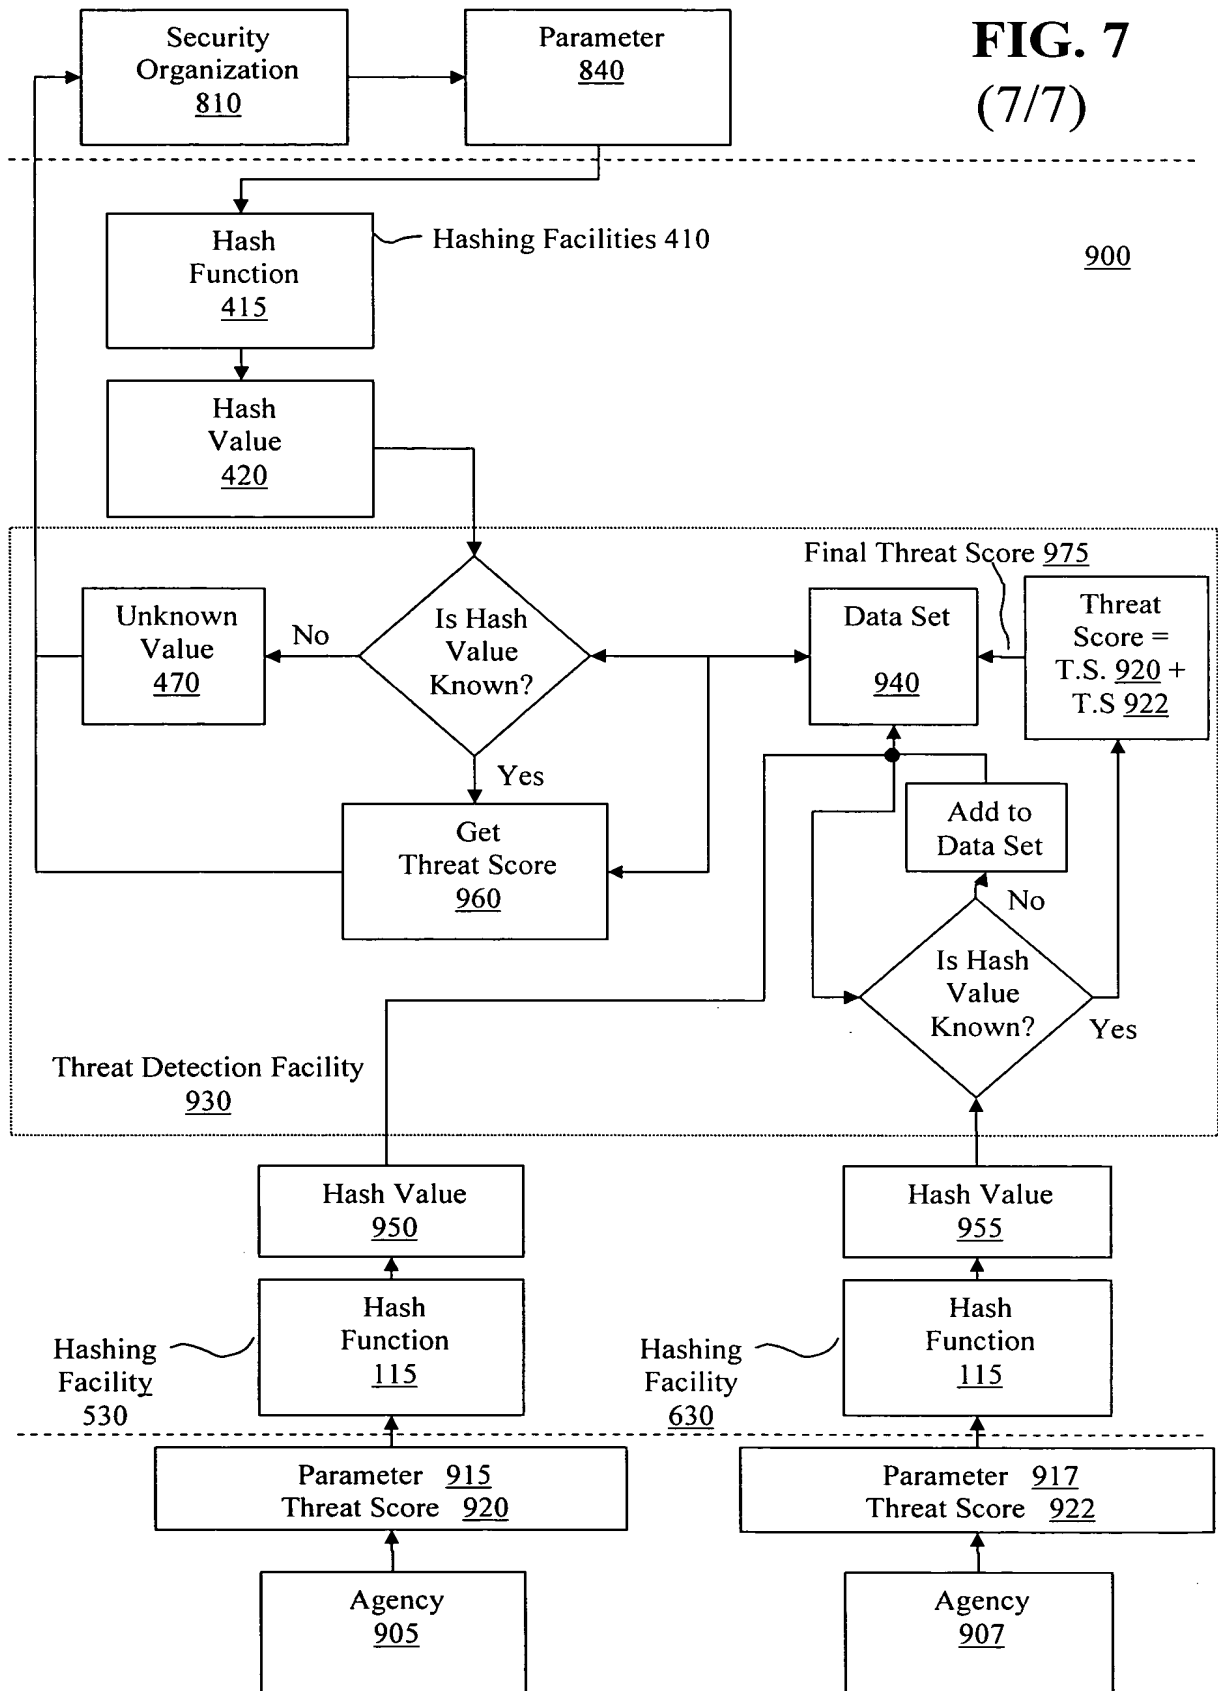 FIG. 7
(7/7)
Security
Organization
810
Parameter
840
Hash
Function
415
Hashing Facilities 410
900
Hash
Value
420
Final Threat Score 975
Unknown
Value
470
No
Is Hash
Value
Known?
Yes
Data Set
940
Threat
Score =
T.S. 920 +
T.S 922
Get
Threat Score
960
Add to
Data Set
No
Is Hash
Value
Known?
Yes
Threat Detection Facility
930
Hash Value
950
Hash Value
955
Hash
Function
115
Hashing
Facility
530
Hash
Function
115
Hashing
Facility
630
Parameter 915
Threat Score 920
Parameter 917
Threat Score 922
Agency
905
Agency
907